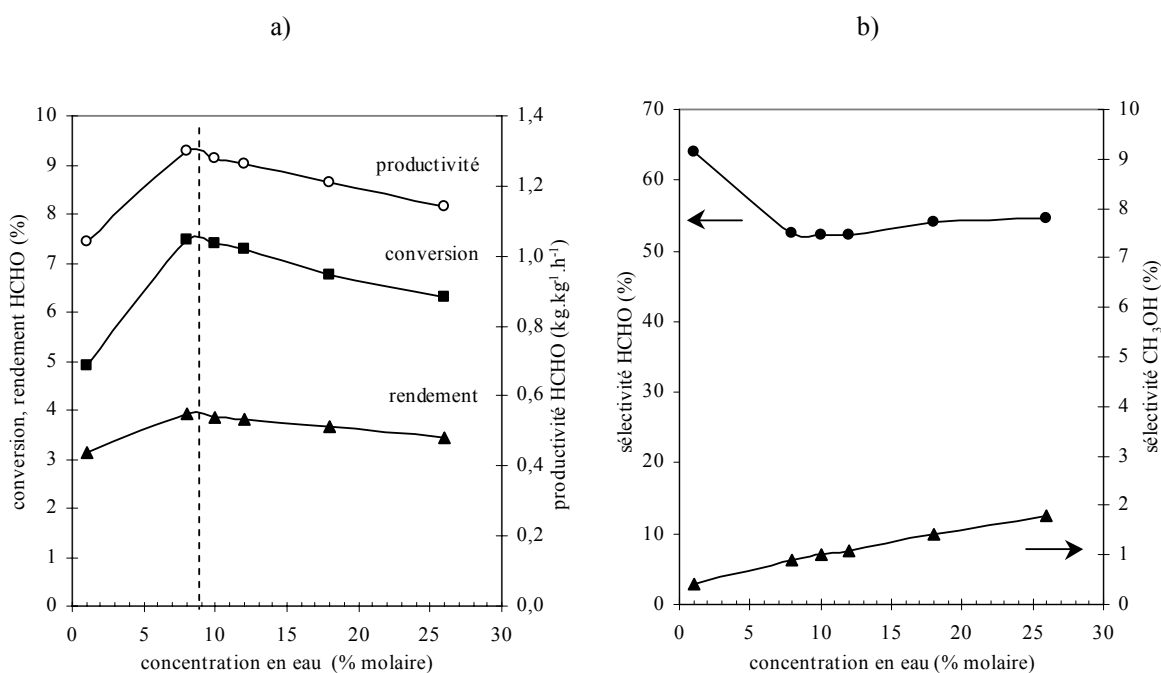 a)
conversion, rendement HCHO (%)
10
9
8
7
6
5
4
3
2
1
0
productivité
conversion
rendement
1,4
1,2
1,0
0,8
0,6
0,4
0,2
0,0
productivité HCHO (kg.kg¹.h⁻¹)
0 5 10 15 20 25 30
concentration en eau (% molaire)
b)
sélectivité HCHO (%)
70
60
50
40
30
20
10
0
10
9
8
7
6
5
4
3
2
1
0
sélectivité CH₃OH (%)
0 5 10 15 20 25 30
concentration en eau (% molaire)